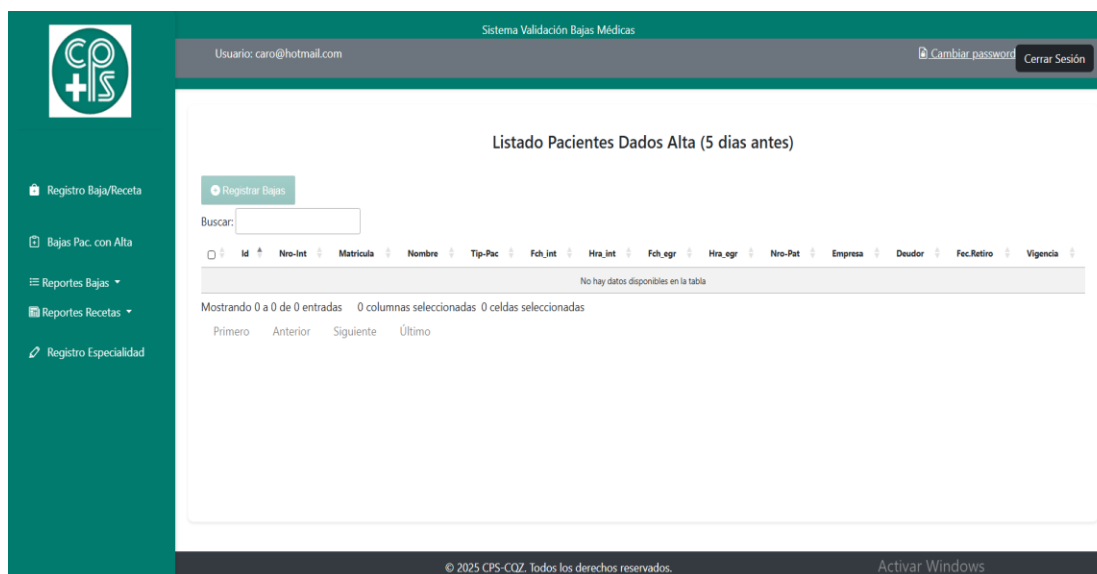 CPS
Sistema Validación Bajas Médicas
Usuario: caro@hotmail.com
Cambiar password
Cerrar Sesión
Registro Baja/Receta
Bajas Pac. con Alta
Reportes Bajas
Reportes Recetas
Registro Especialidad
Listado Pacientes Dados Alta (5 dias antes)
Registrar Bajas
Buscar:
Id Nro-Int Matricula Nombre Tip-Pac Fch_int Hra_int Fch_egr Hra_egr Nro-Pat Empresa Deudor Fec.Retiro Vigencia
No hay datos disponibles en la tabla
Mostrando 0 a 0 de 0 entradas 0 columnas seleccionadas 0 celdas seleccionadas
Primero Anterior Siguiente Último
© 2025 CPS-CQZ. Todos los derechos reservados.
Activar Windows